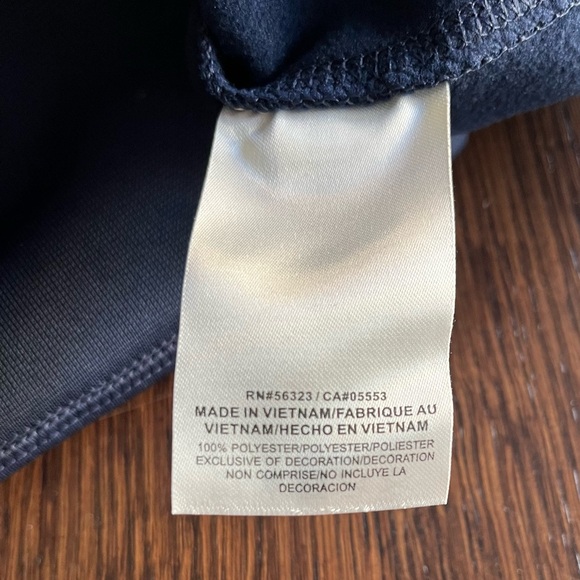 RN#56323 / CA#05553
MADE IN VIETNAM/FABRIQUE AU
VIETNAM/HECHO EN VIETNAM
100% POLYESTER/POLYESTER/POLIESTER
EXCLUSIVE OF DECORATION/DECORATION
NON COMPRISE/NO INCLUYE LA
DECORACION